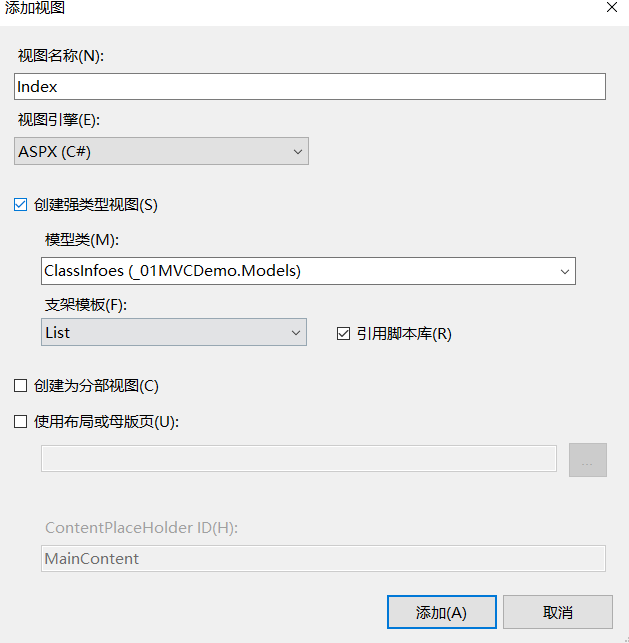 添加视图
视图名称(N):
Index
视图引擎(E):
ASPX (C#)
创建强类型视图(S)
模型类(M):
ClassInfoes (_01MVCDemo.Models)
支架模板(F):
List
引用脚本库(R)
创建为分部视图(C)
使用布局或母版页(U):
...
ContentPlaceHolder ID(H):
MainContent
添加(A)
取消